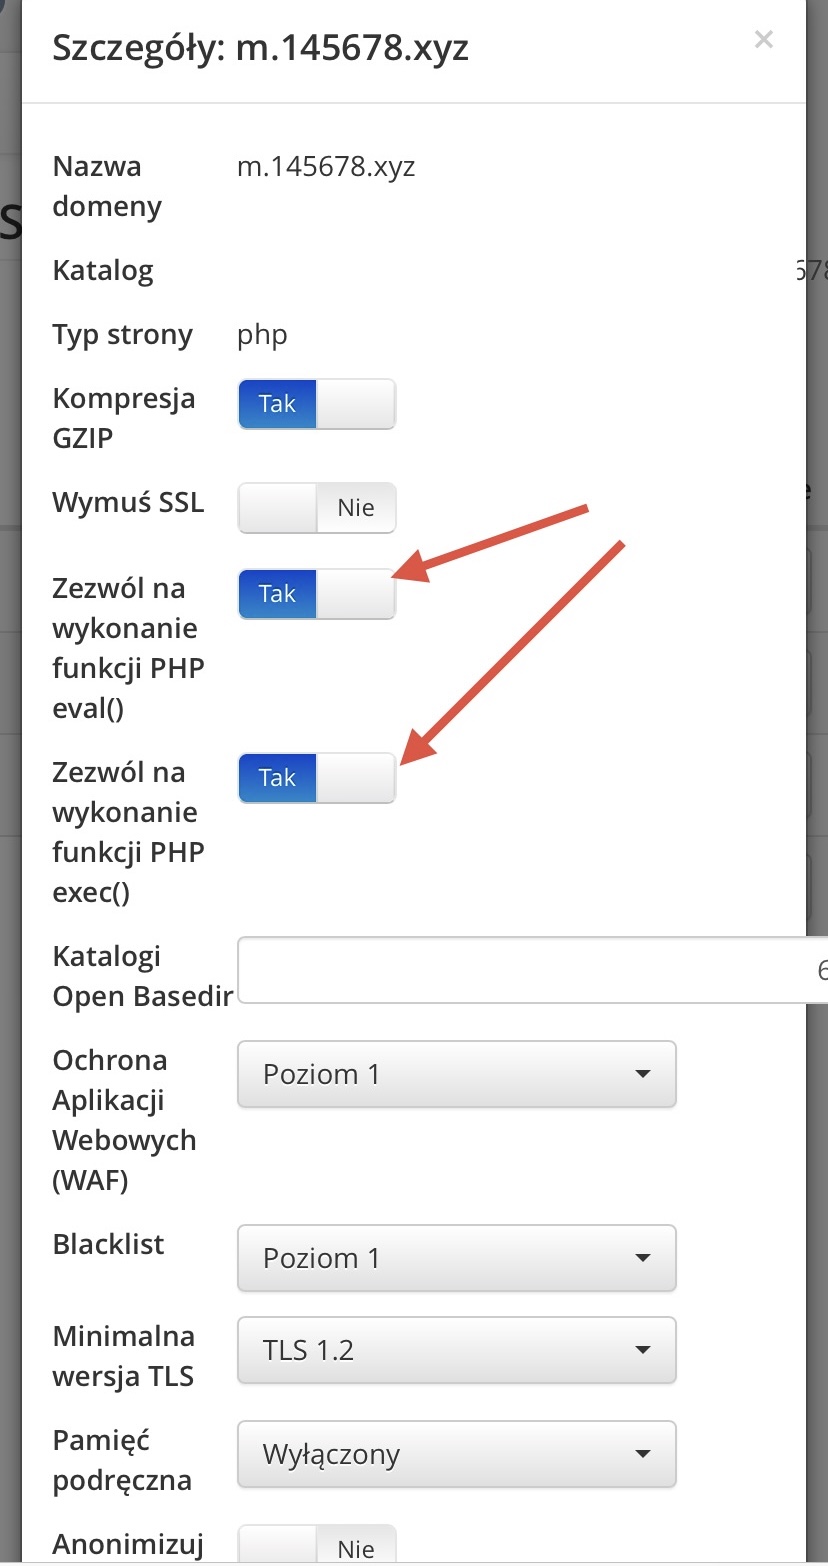 Szczegóły: m.145678.xyz
×
Nazwa
domeny
m.145678.xyz
Katalog
Typ strony
php
Kompresja
GZIP
Tak
Wymuś SSL
Nie
Zezwól na
wykonanie
funkcji PHP
eval()
Tak
Zezwól na
wykonanie
funkcji PHP
exec()
Tak
Katalogi
Open Basedir
Ochrona
Aplikacji
Webowych
(WAF)
Poziom 1
Blacklist
Poziom 1
Minimalna
wersja TLS
TLS 1.2
Pamięć
podręczna
Wyłączony
Anonimizuj
Nie